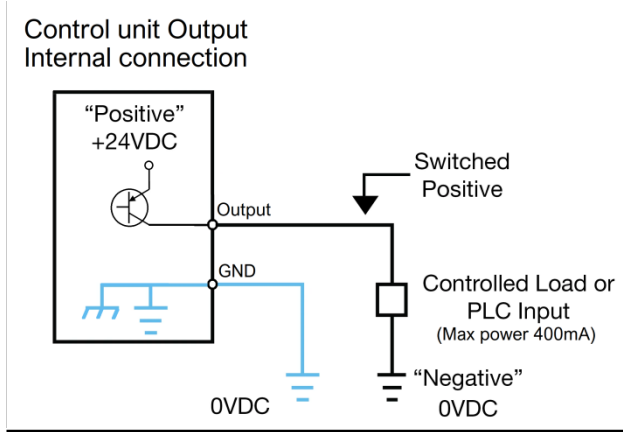 Control unit Output
Internal connection
“Positive”
+24VDC
Switched
Positive
Output
GND
Controlled Load or
PLC Input
(Max power 400mA)
“Negative”
0VDC
0VDC